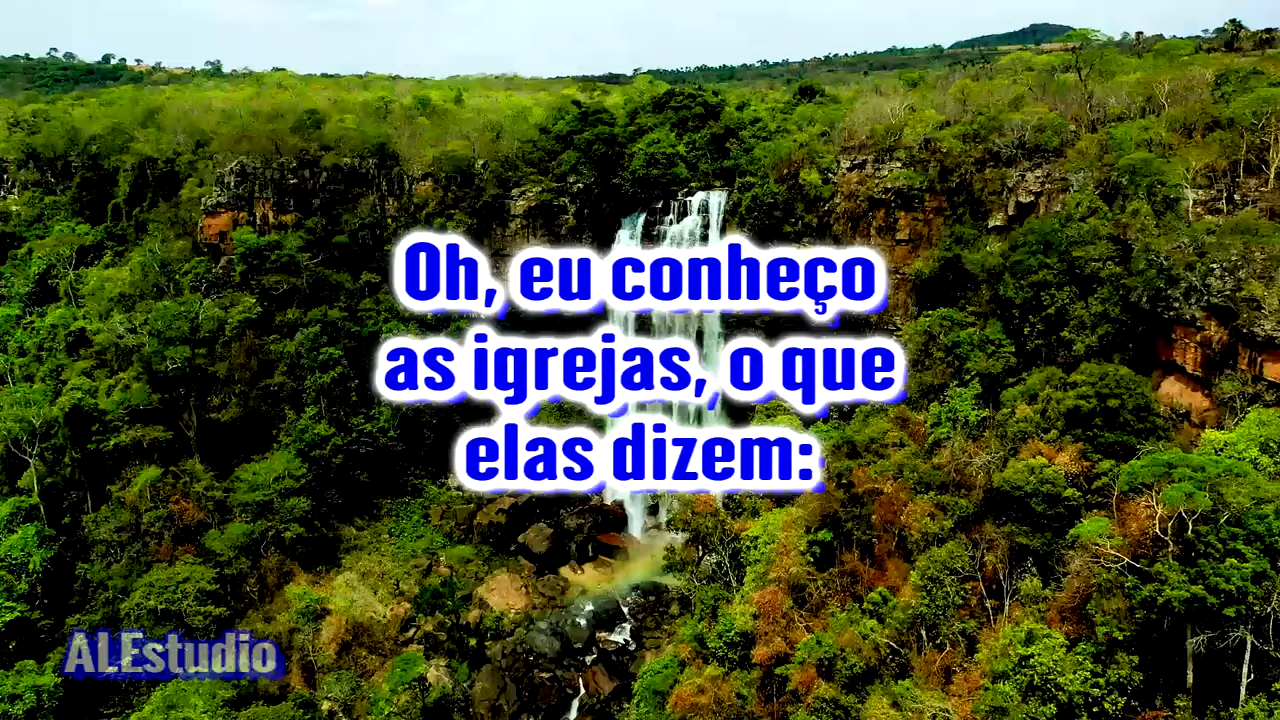 Oh, eu conheço
as igrejas, o que
elas dizem:
ALEstudio